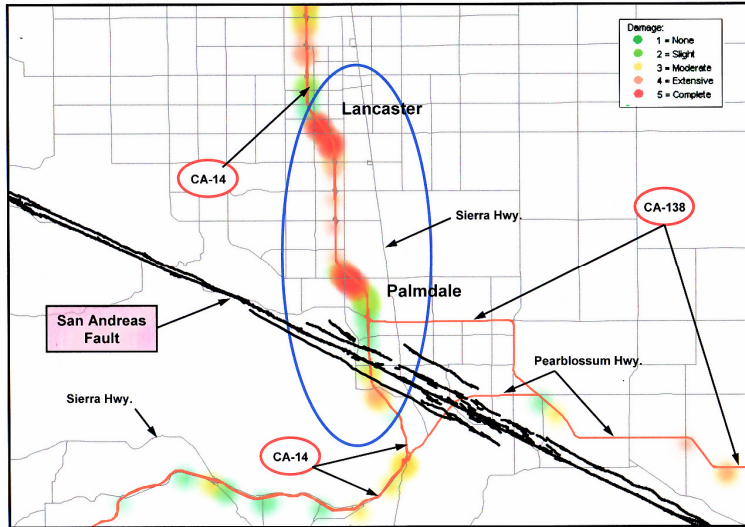 Damage:
1 = None
2 = Slight
3 = Moderate
4 = Extensive
5 = Complete
Lancaster
CA-14
CA-138
Sierra Hwy.
Palmdale
San Andreas
Fault
Pearblossum Hwy.
Sierra Hwy.
CA-14